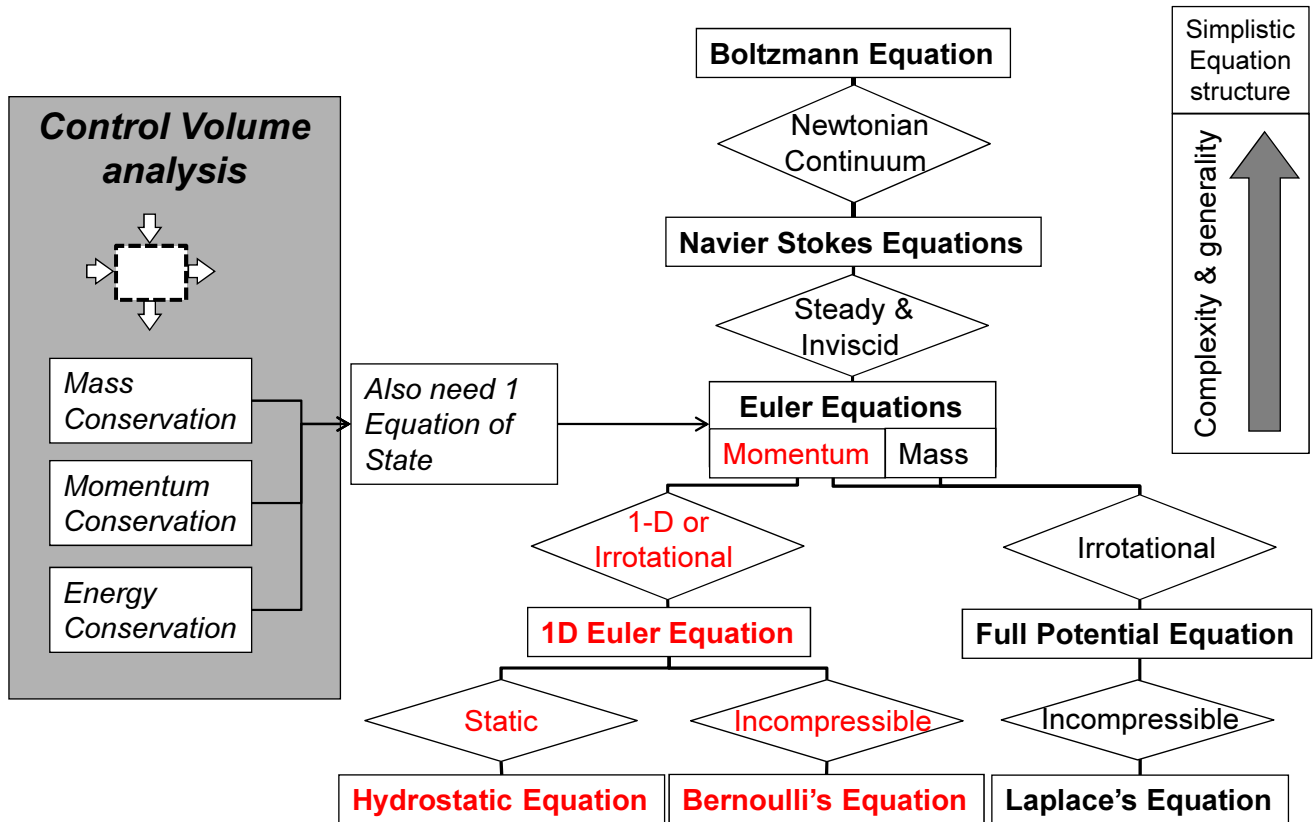 Control Volume
analysis
Mass
Conservation
Momentum
Conservation
Energy
Conservation
Also need 1
Equation of
State
Boltzmann Equation
Newtonian
Continuum
Navier Stokes Equations
Steady &
Inviscid
Euler Equations
Momentum
Mass
1-D or
Irrotational
1D Euler Equation
Static
Incompressible
Hydrostatic Equation
Bernoulli’s Equation
Irrotational
Full Potential Equation
Incompressible
Laplace’s Equation
Simplistic
Equation
structure
Complexity & generality